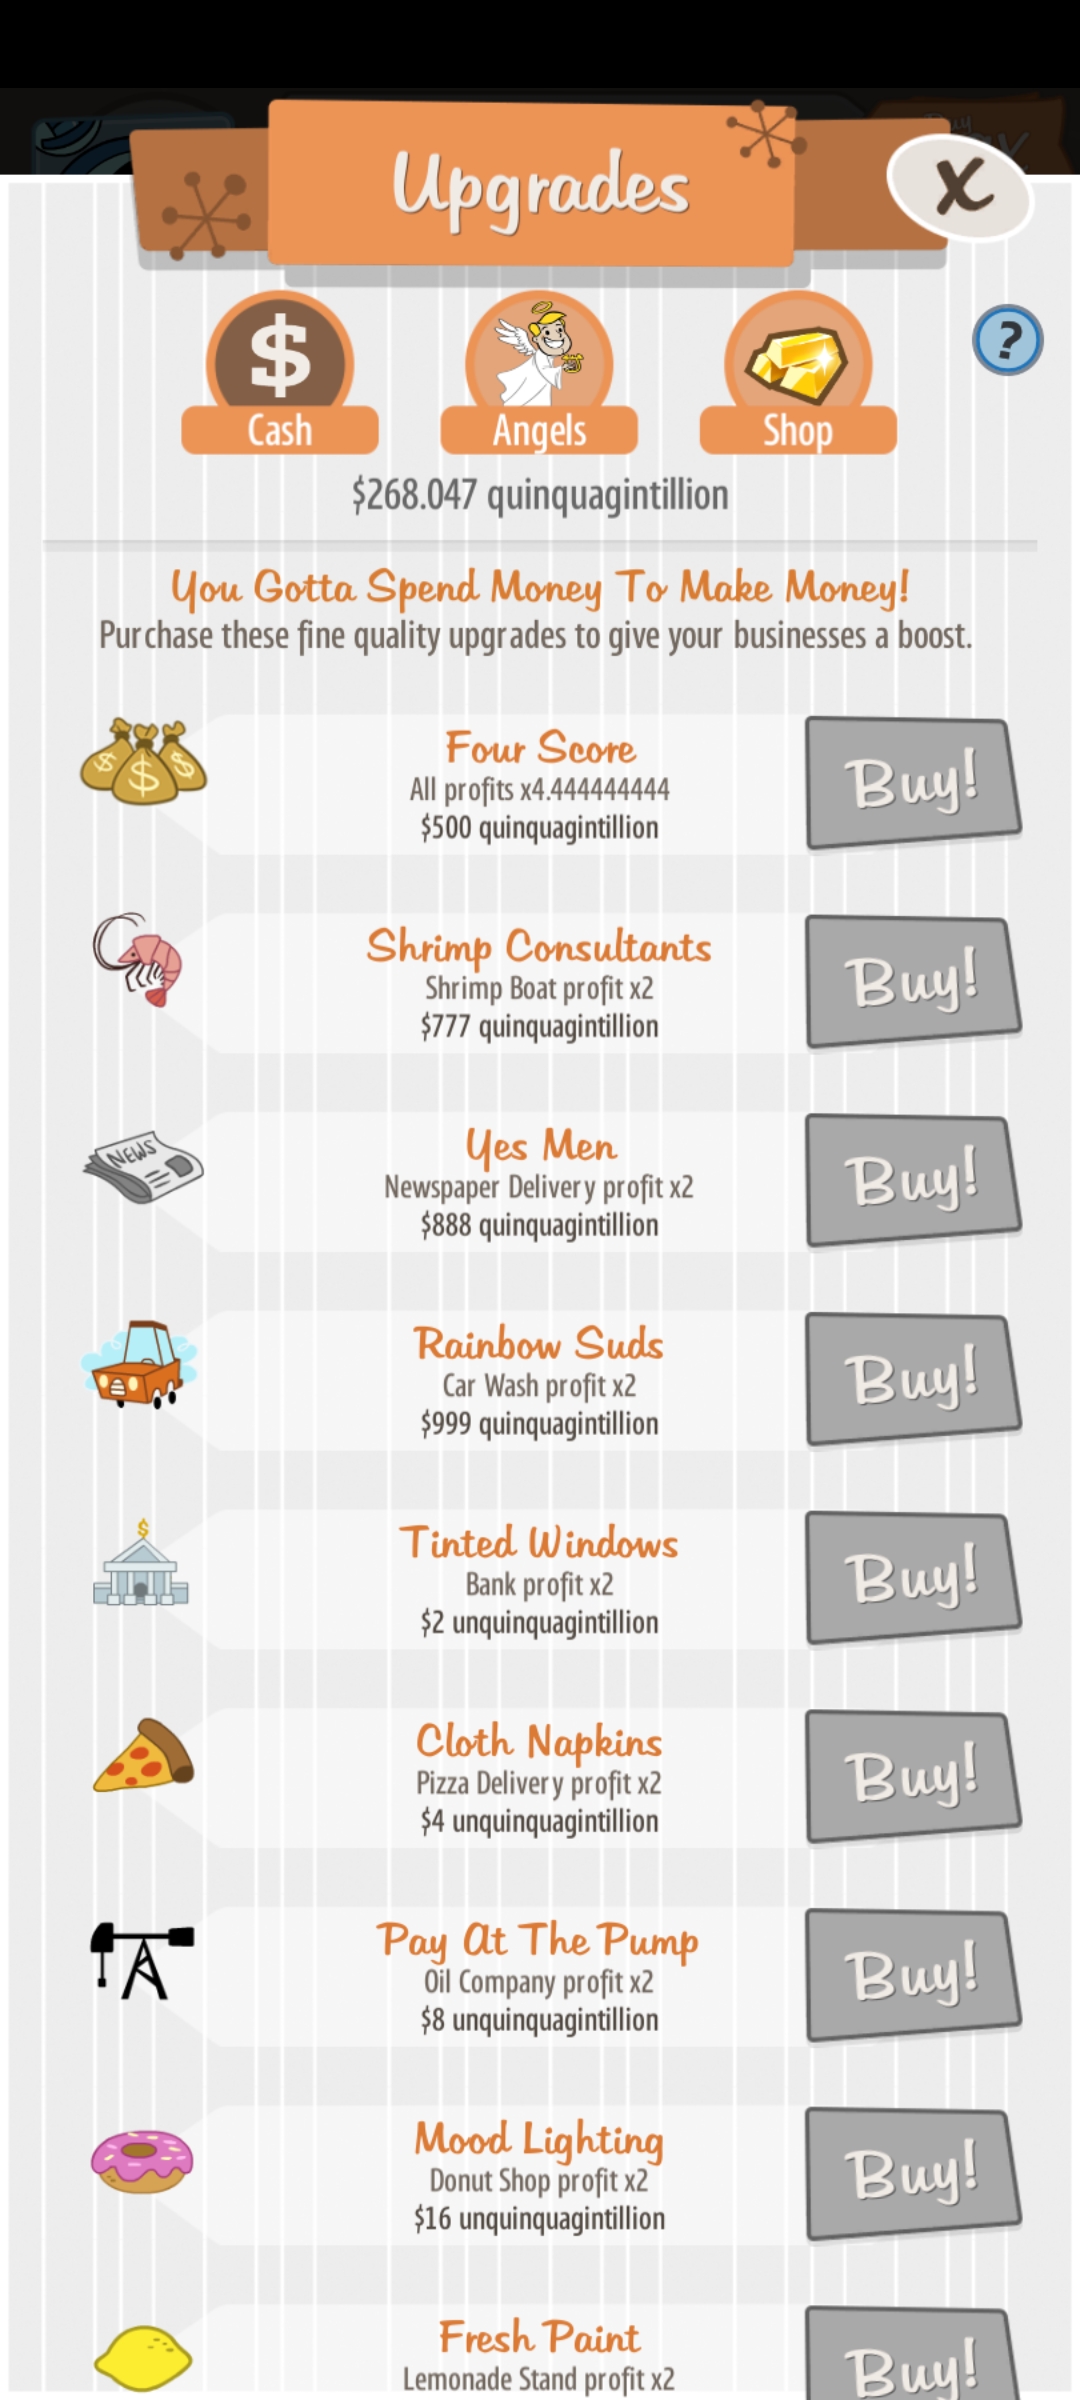 Upgrades
X
$
?
Cash
Angels
Shop
$268.047 quinquagintillion
You Gotta Spend Money To Make Money!
Purchase these fine quality upgrades to give your businesses a boost.
Four Score
All profits x4.444444444
$500 quinquagintillion
Buy!
Shrimp Consultants
Shrimp Boat profit x2
$777 quinquagintillion
Buy!
NEWS
Yes Men
Newspaper Delivery profit x2
$888 quinquagintillion
Buy!
Rainbow Suds
Car Wash profit x2
$999 quinquagintillion
Buy!
Tinted Windows
Bank profit x2
$2 unquinquagintillion
Buy!
Cloth Napkins
Pizza Delivery profit x2
$4 unquinquagintillion
Buy!
Pay At The Pump
Oil Company profit x2
$8 unquinquagintillion
Buy!
Mood Lighting
Donut Shop profit x2
$16 unquinquagintillion
Buy!
Fresh Paint
Lemonade Stand profit x2
Buy!